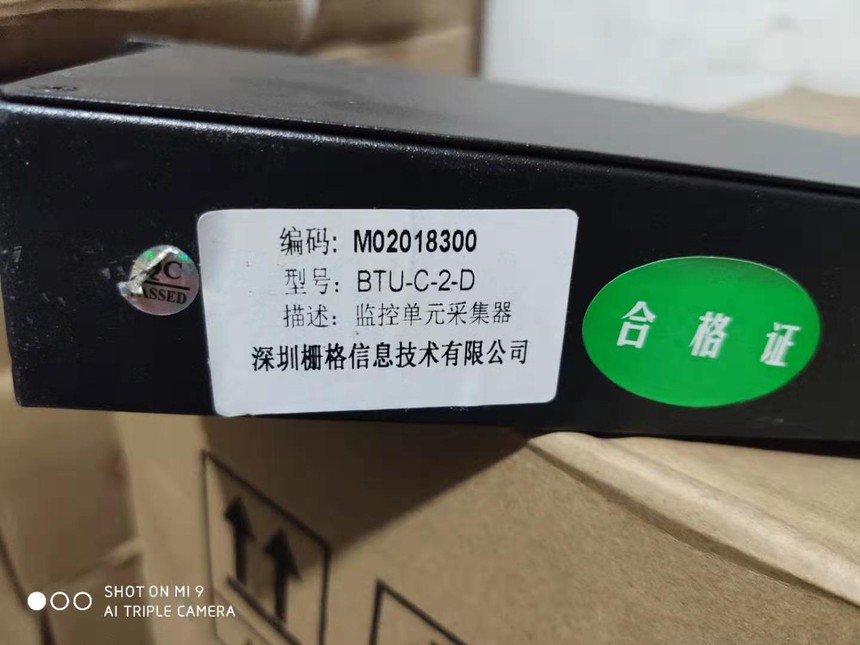 编码: M02018300
型号: BTU-C-2-D
描述: 监控单元采集器
深圳栅格信息技术有限公司
QC
PASSED
合格证
SHOT ON MI 9
AI TRIPLE CAMERA